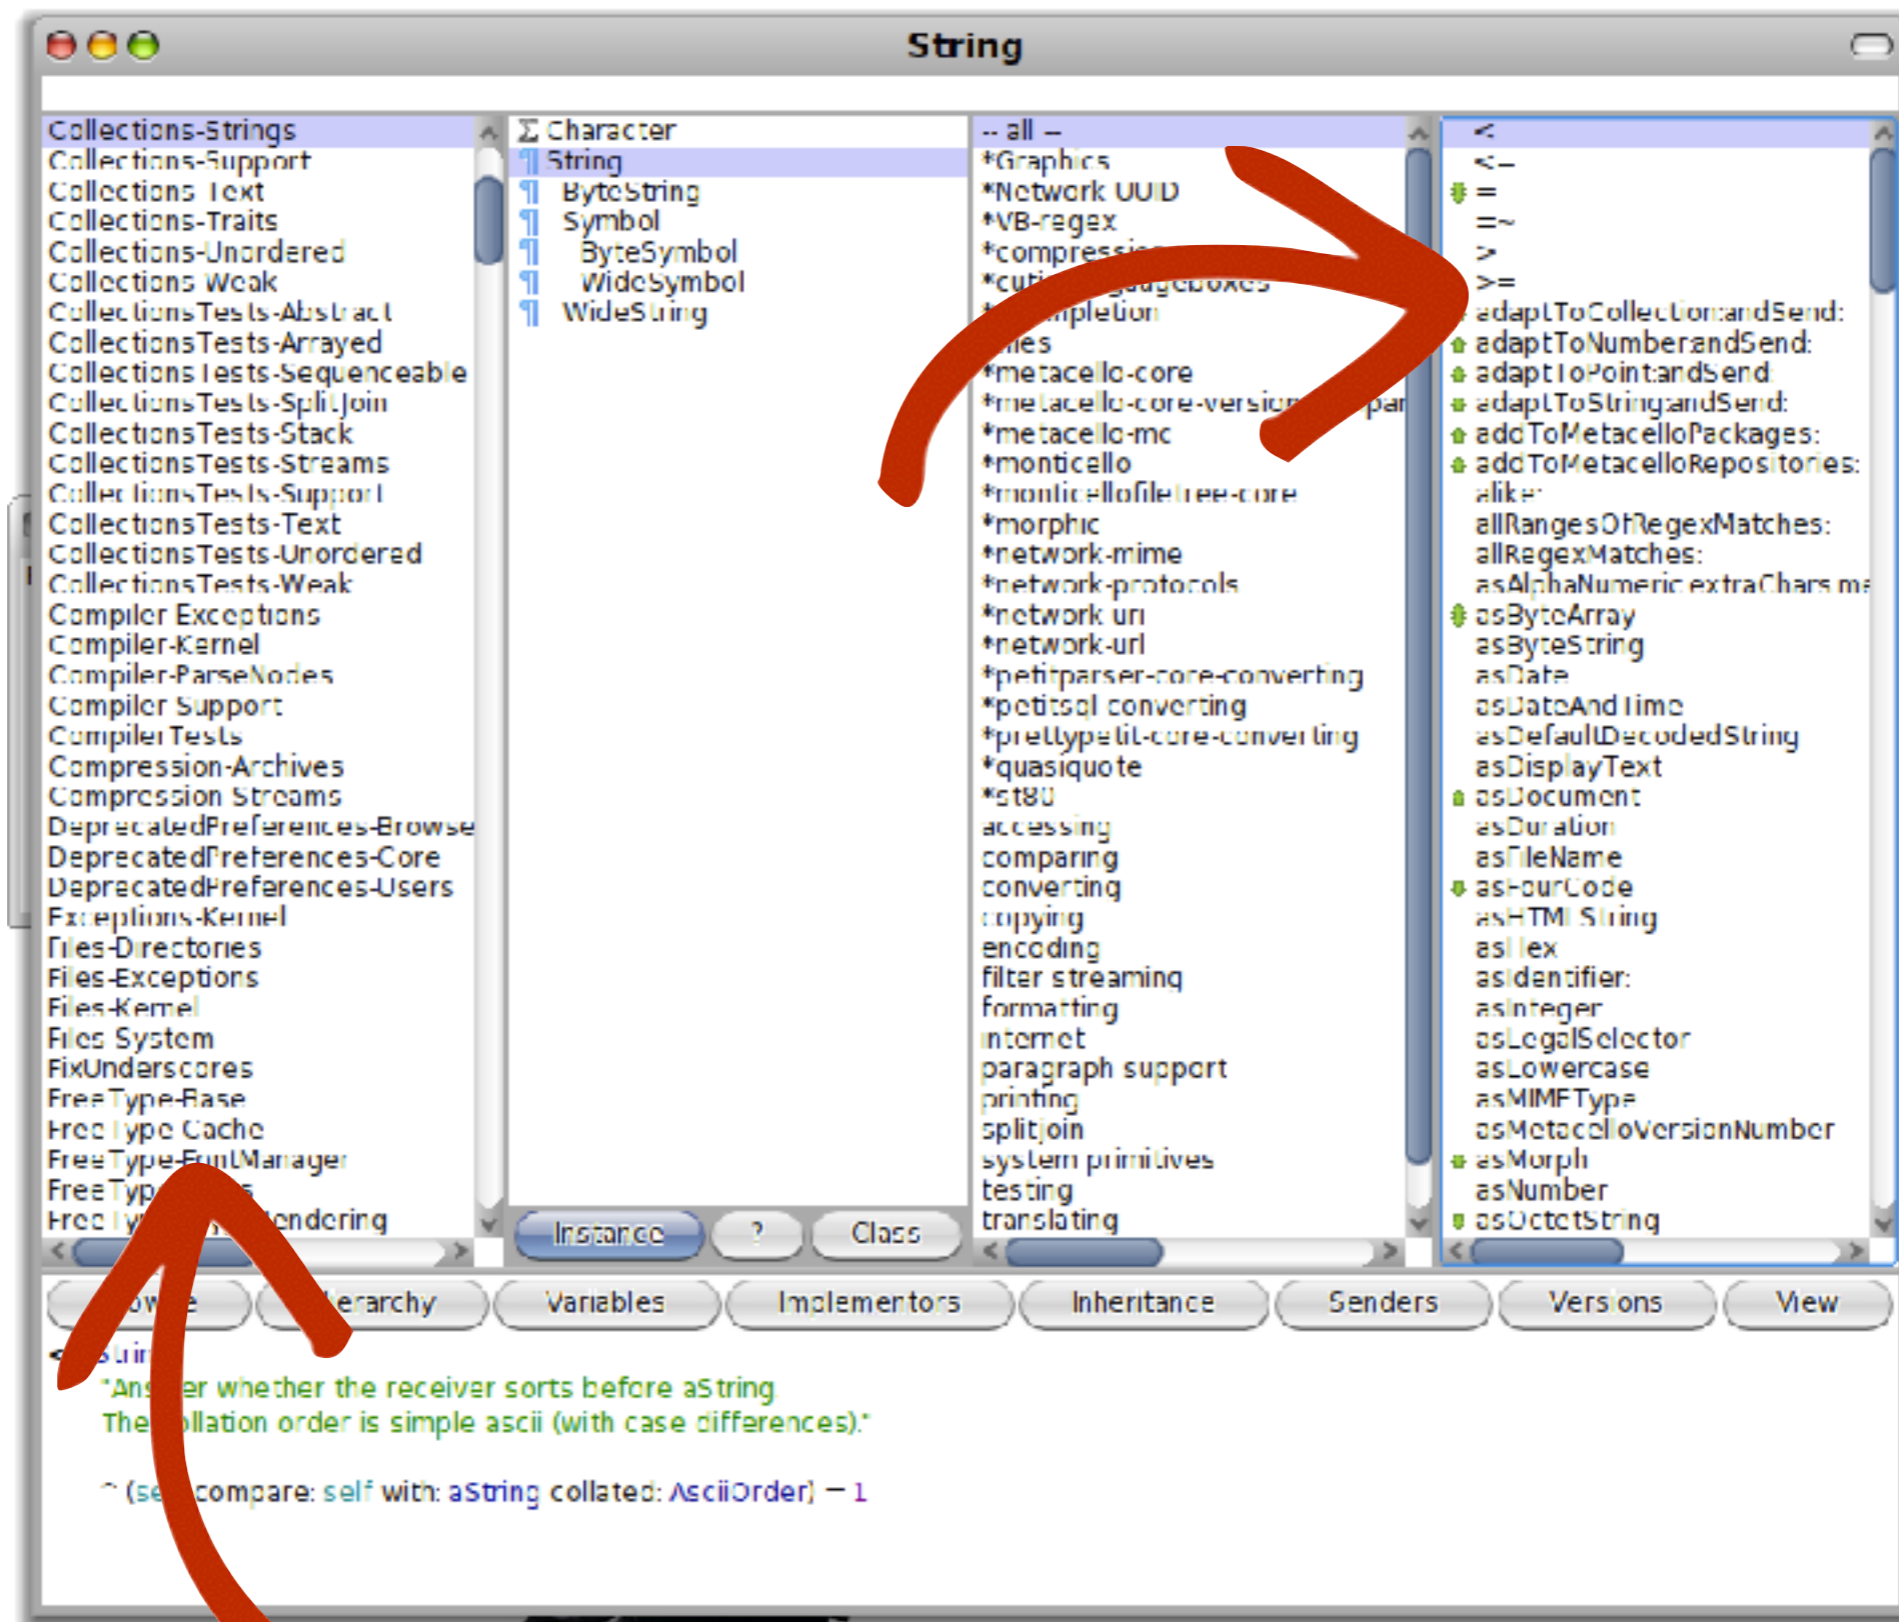 String
Collections-Strings
Collections-Support
Collections-Text
Collections-Traits
Collections-Unordered
Collections-Weak
CollectionsTests-Abstract
CollectionsTests-Arrayed
CollectionsTests-Sequenceable
CollectionsTests-SplitJoin
CollectionsTests-Stack
CollectionsTests-Streams
CollectionsTests-Support
CollectionsTests-Text
CollectionsTests-Unordered
CollectionsTests-Weak
Compiler-Exceptions
Compiler-Kernel
Compiler-ParseNodes
Compiler-Support
CompilerTests
Compression-Archives
Compression-Streams
DeprecatedPreferences-Browse
DeprecatedPreferences-Core
DeprecatedPreferences-Users
Exceptions-Kernel
Files-Directories
Files-Exceptions
Files-Kernel
Files-System
FixUnderscores
FreeType-Base
FreeType-Cache
FreeType-FontManager
Σ Character
¶ String
¶ ByteString
¶ Symbol
¶ ByteSymbol
¶ WideSymbol
¶ WideString
Instance ? Class
-- all --
*Graphics
*Network-UUID
*VB-regex
*metacello-core
*metacello-mc
*monticello
*monticellofiletree-core
*morphic
*network-mime
*network-protocols
*network-uri
*network-url
*petitparser-core-converting
*petitsql-converting
*prettypetit-core-converting
*quasiquote
*st80
accessing
comparing
converting
copying
encoding
filter streaming
formatting
internet
paragraph support
printing
splitjoin
system primitives
testing
translating
<
<=
=
=~
>
>=
adaptToCollection:andSend:
adaptToNumber:andSend:
adaptToPoint:andSend:
adaptToString:andSend:
addToMetacelloPackages:
addToMetacelloRepositories:
alike:
allRangesOfRegexMatches:
allRegexMatches:
asAlphaNumeric:extraChars:me
asByteArray
asByteString
asDate
asDateAndTime
asDefaultDecodedString
asDisplayText
asDocument
asDuration
asFileName
asFourCode
asHTMLString
asHex
asIdentifier:
asInteger
asLegalSelector
asLowercase
asMIMEType
asMetacelloVersionNumber
asMorph
asNumber
asOctetString
Variables Implementors Inheritance Senders Versions View
whether the receiver sorts before aString.
order is simple ascii (with case differences)."
^ compare: self with: aString collated: AsciiOrder) = 1